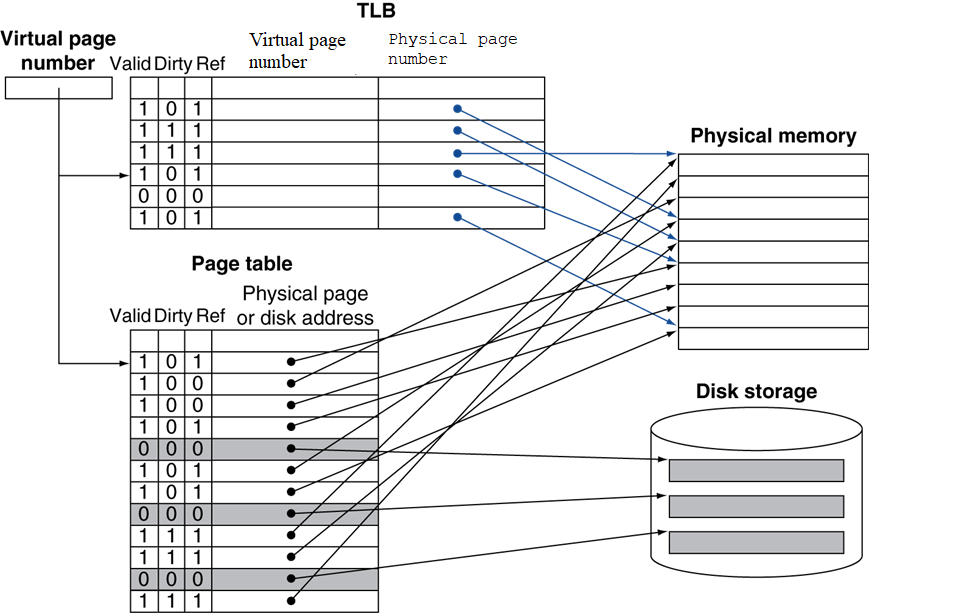 TLB
Virtual page
number
Valid Dirty Ref
Virtual page
number
Physical page
number
1 0 1
1 1 1
1 1 1
1 0 1
0 0 0
1 0 1
Physical memory
Page table
Physical page
or disk address
Valid Dirty Ref
1 0 1
1 0 0
1 0 0
1 0 1
0 0 0
1 0 1
1 0 1
0 0 0
1 1 1
1 1 1
0 0 0
1 1 1
Disk storage